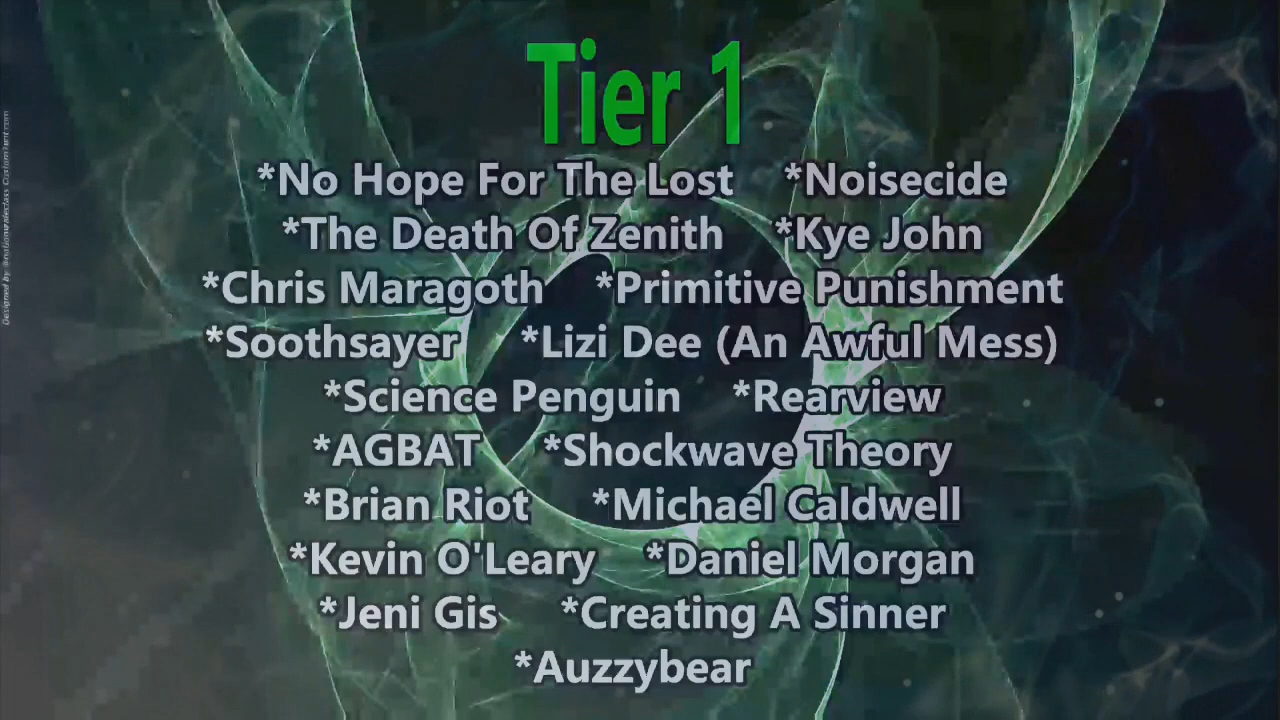 Tier 1
*No Hope For The Lost *Noisecide
*The Death Of Zenith *Kye John
*Chris Maragoth *Primitive Punishment
*Soothsayer *Lizi Dee (An Awful Mess)
*Science Penguin *Rearview
*AGBAT *Shockwave Theory
*Brian Riot *Michael Caldwell
*Kevin O'Leary *Daniel Morgan
*Jeni Gis *Creating A Sinner
*Auzzybear
Designed by